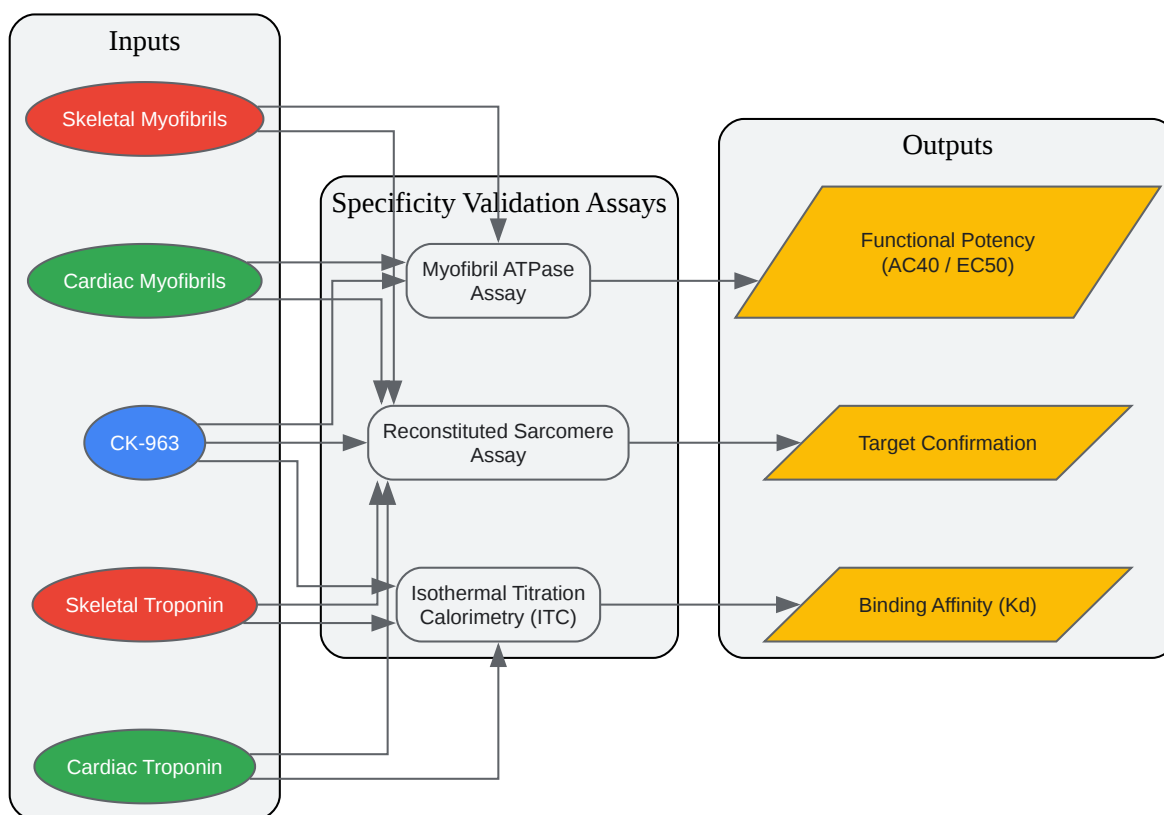 Inputs
Skeletal Myofibrils
Cardiac Myofibrils
CK-963
Skeletal Troponin
Cardiac Troponin
Specificity Validation Assays
Myofibril ATPase
Assay
Reconstituted Sarcomere
Assay
Isothermal Titration
Calorimetry (ITC)
Outputs
Functional Potency
(AC40 / EC50)
Target Confirmation
Binding Affinity (Kd)